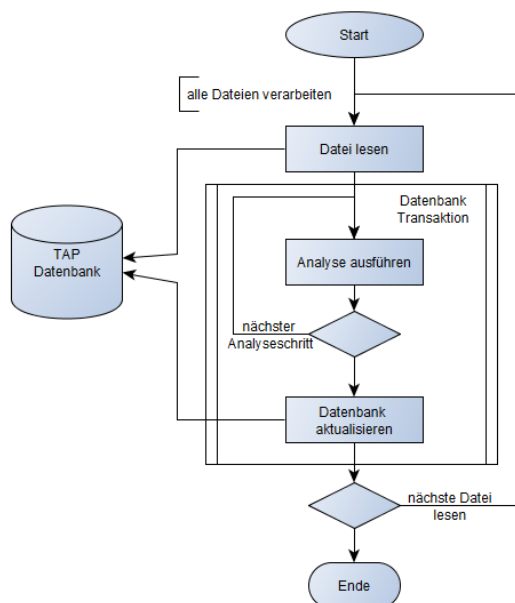 Start
alle Dateien verarbeiten
Datei lesen
Datenbank
Transaktion
TAP
Datenbank
Analyse ausführen
nächster
Analyseschritt
Datenbank
aktualisieren
nächste Datei
lesen
Ende